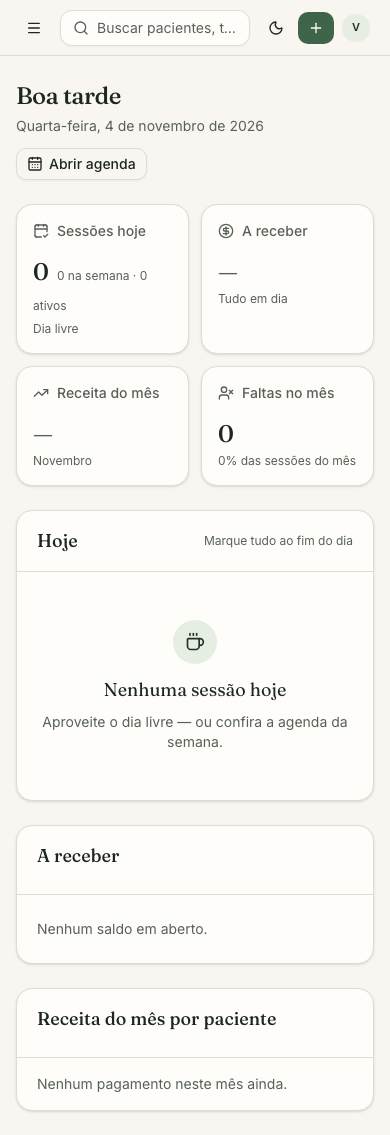 Buscar pacientes, t...
V
Boa tarde
Quarta-feira, 4 de novembro de 2026
Abrir agenda
Sessões hoje
0 0 na semana · 0
ativos
Dia livre
A receber
—
Tudo em dia
Receita do mês
—
Novembro
Faltas no mês
0
0% das sessões do mês
Hoje
Marque tudo ao fim do dia
Nenhuma sessão hoje
Aproveite o dia livre — ou confira a agenda da
semana.
A receber
Nenhum saldo em aberto.
Receita do mês por paciente
Nenhum pagamento neste mês ainda.